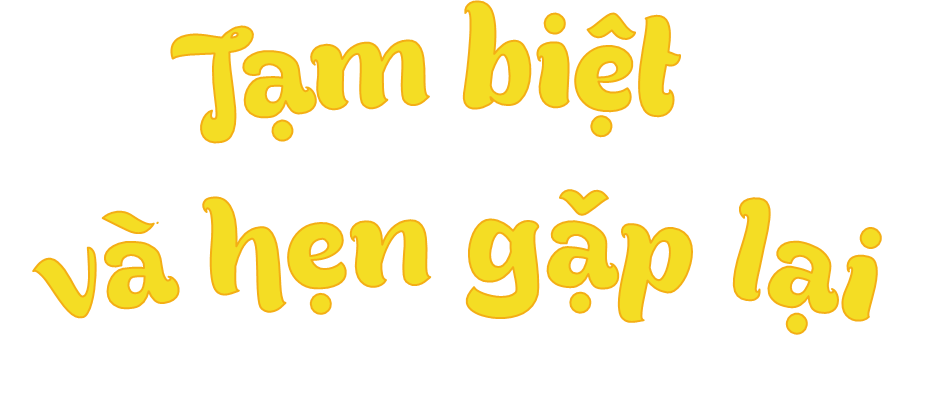 Tạm biệt
và hẹn gặp lại